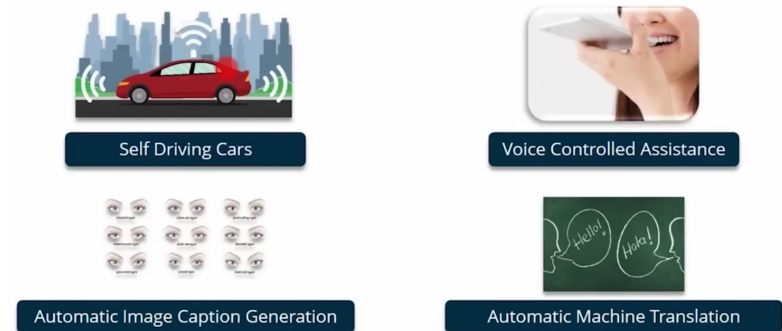 Self Driving Cars
Voice Controlled Assistance
Automatic Image Caption Generation
Hello!
Hola!
Automatic Machine Translation